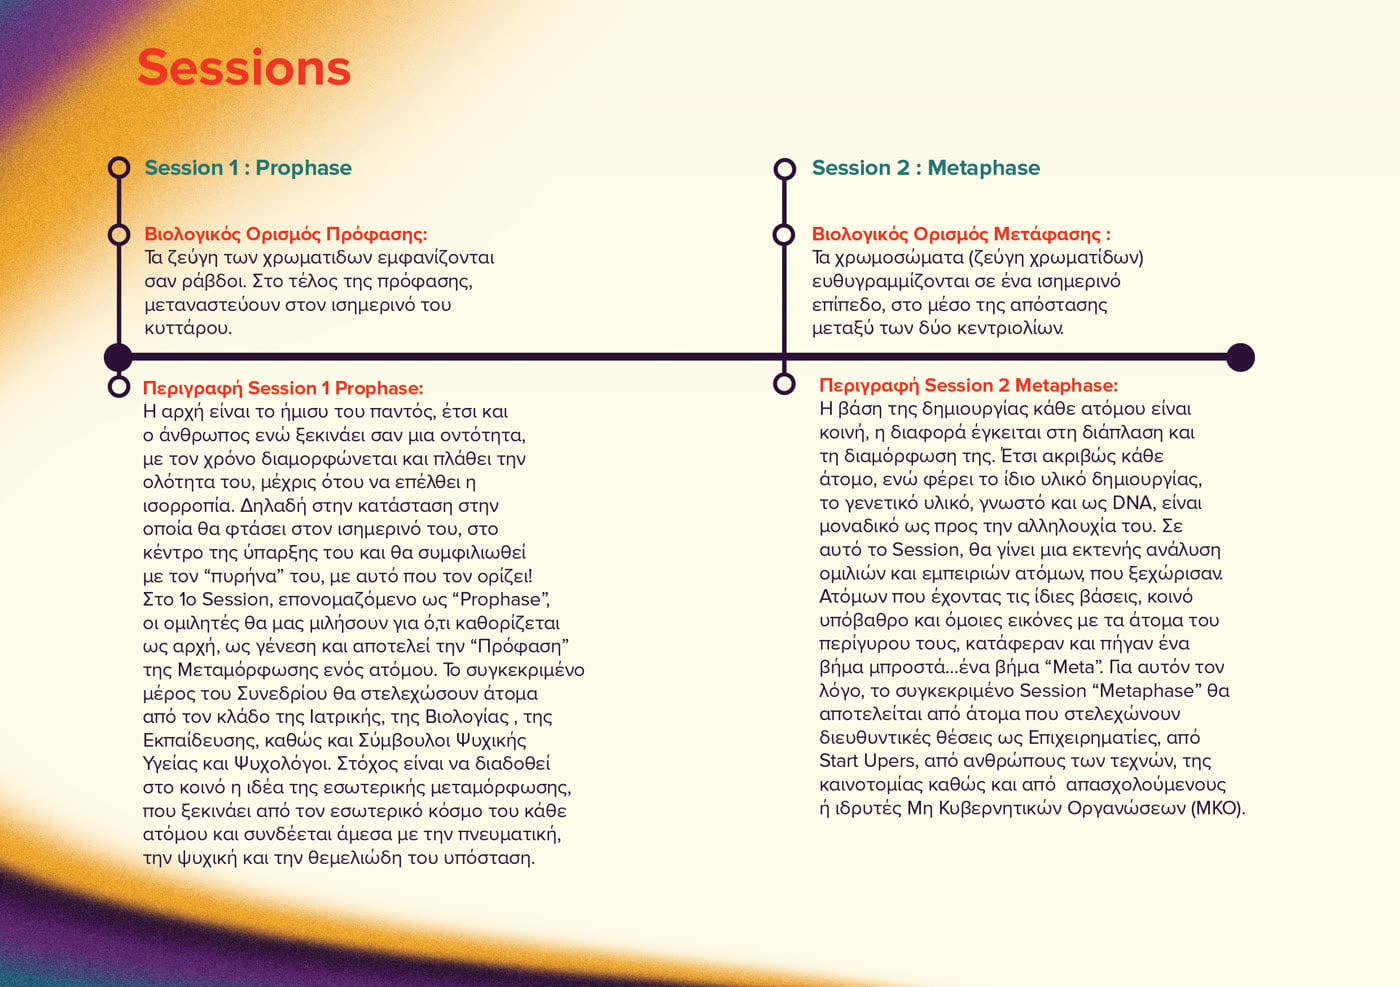 Sessions
Session 1 : Prophase
Βιολογικός Ορισμός Πρόφασης:
Τα ζεύγη των χρωματιδων εμφανίζονται
σαν ράβδοι. Στο τέλος της πρόφασης,
μεταναστεύουν στον ισημερινό του
κυττάρου.
Περιγραφή Session 1 Prophase:
Η αρχή είναι το ήμισυ του παντός, έτσι και
ο άνθρωπος ενώ ξεκινάει σαν μια οντότητα,
με τον χρόνο διαμορφώνεται και πλάθει την
ολότητα του, μέχρις ότου να επέλθει η
ισορροπία. Δηλαδή στην κατάσταση στην
οποία θα φτάσει στον ισημερινό του, στο
κέντρο της ύπαρξης του και θα συμφιλιωθεί
με τον “πυρήνα” του, με αυτό που τον ορίζει!
Στο 1ο Session, επονομαζόμενο ως “Prophase”,
οι ομιλητές θα μας μιλήσουν για ό,τι καθορίζεται
ως αρχή, ως γένεση και αποτελεί την “Πρόφαση”
της Μεταμόρφωσης ενός ατόμου. Το συγκεκριμένο
μέρος του Συνεδρίου θα στελεχώσουν άτομα
από τον κλάδο της Ιατρικής, της Βιολογίας , της
Εκπαίδευσης, καθώς και Σύμβουλοι Ψυχικής
Υγείας και Ψυχολόγοι. Στόχος είναι να διαδοθεί
στο κοινό η ιδέα της εσωτερικής μεταμόρφωσης,
που ξεκινάει από τον εσωτερικό κόσμο του κάθε
ατόμου και συνδέεται άμεσα με την πνευματική,
την ψυχική και την θεμελιώδη του υπόσταση.
Session 2 : Metaphase
Βιολογικός Ορισμός Μετάφασης :
Τα χρωμοσώματα (ζεύγη χρωματίδων)
ευθυγραμμίζονται σε ένα ισημερινό
επίπεδο, στο μέσο της απόστασης
μεταξύ των δύο κεντριολίων.
Περιγραφή Session 2 Metaphase:
Η βάση της δημιουργίας κάθε ατόμου είναι
κοινή, η διαφορά έγκειται στη διάπλαση και
τη διαμόρφωση της. Έτσι ακριβώς κάθε
άτομο, ενώ φέρει το ίδιο υλικό δημιουργίας,
το γενετικό υλικό, γνωστό και ως DNA, είναι
μοναδικό ως προς την αλληλουχία του. Σε
αυτό το Session, θα γίνει μια εκτενής ανάλυση
ομιλιών και εμπειριών ατόμων, που ξεχώρισαν.
Ατόμων που έχοντας τις ίδιες βάσεις, κοινό
υπόβαθρο και όμοιες εικόνες με τα άτομα του
περίγυρου τους, κατάφεραν και πήγαν ένα
βήμα μπροστά...ένα βήμα “Meta”. Για αυτόν τον
λόγο, το συγκεκριμένο Session “Metaphase” θα
αποτελείται από άτομα που στελεχώνουν
διευθυντικές θέσεις ως Επιχειρηματίες, από
Start Upers, από ανθρώπους των τεχνών, της
καινοτομίας καθώς και από  απασχολούμενους
ή ιδρυτές Μη Κυβερνητικών Οργανώσεων (ΜΚΟ).